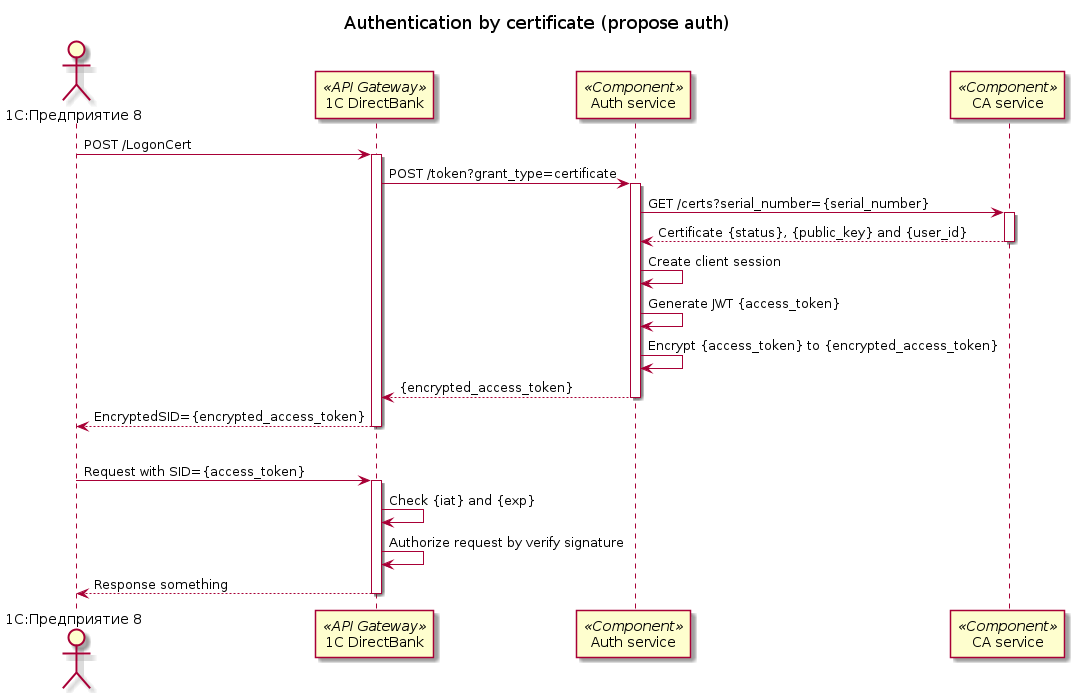 Authentication by certificate (propose auth)
1С:Предприятие 8
«API Gateway»
1C DirectBank
«Component»
Auth service
«Component»
CA service
POST /LogonCert
POST /token?grant_type=certificate
GET /certs?serial_number={serial_number}
Certificate {status}, {public_key} and {user_id}
Create client session
Generate JWT {access_token}
Encrypt {access_token} to {encrypted_access_token}
{encrypted_access_token}
EncryptedSID={encrypted_access_token}
Request with SID={access_token}
Check {iat} and {exp}
Authorize request by verify signature
Response something
1С:Предприятие 8
«API Gateway»
1C DirectBank
«Component»
Auth service
«Component»
CA service